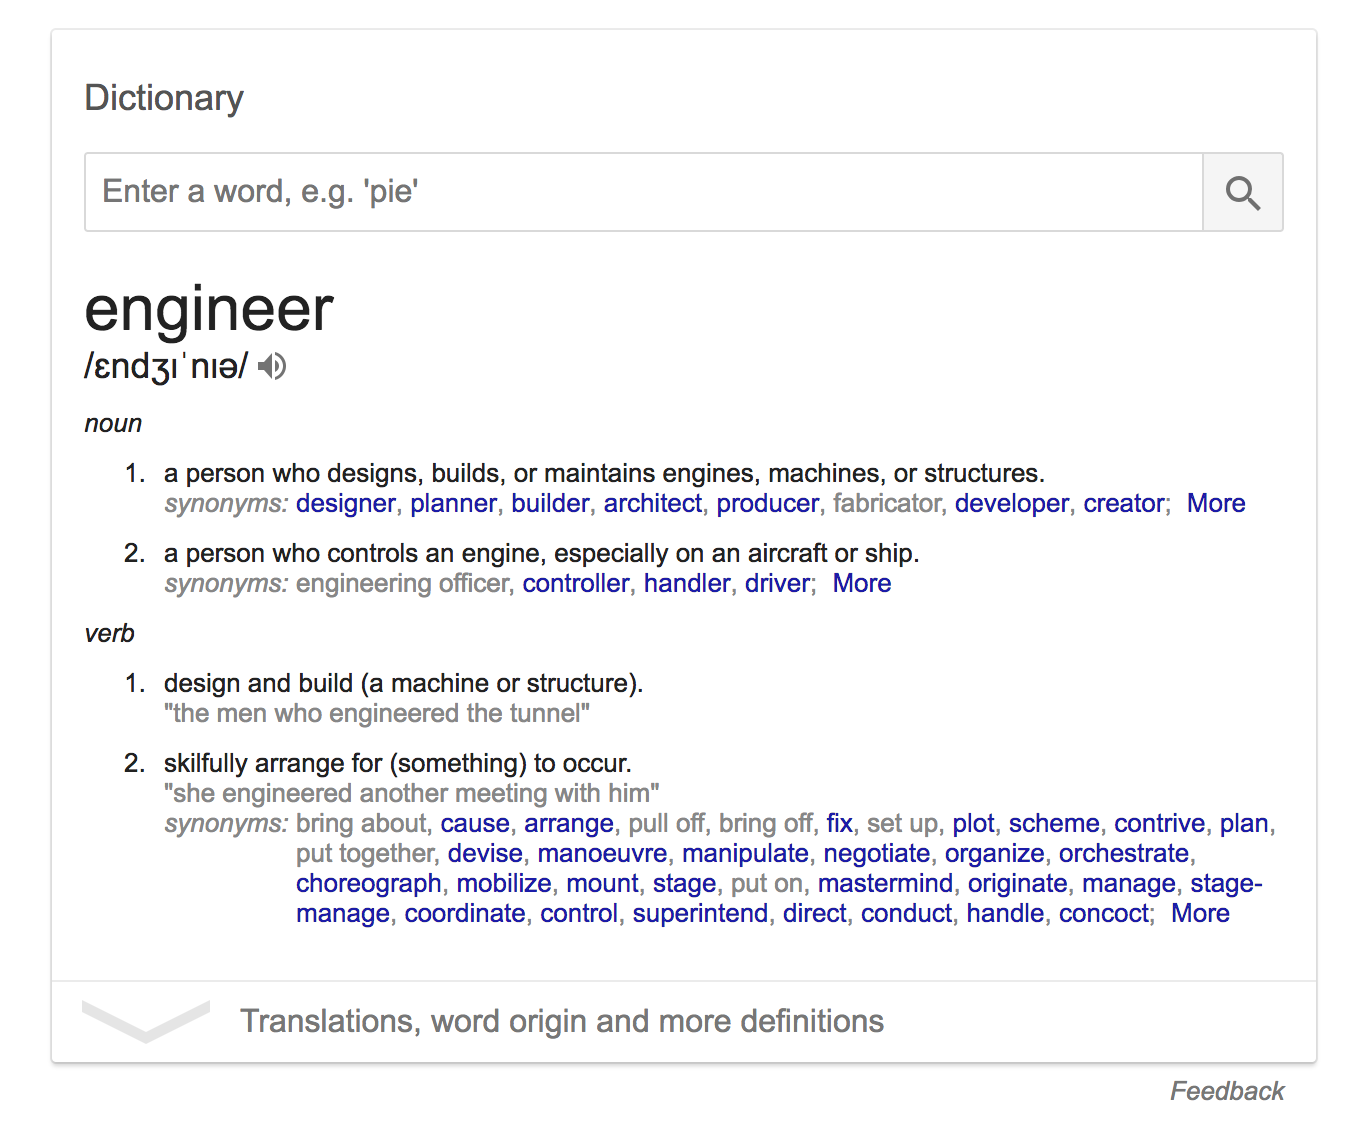 Dictionary
Enter a word, e.g. 'pie'
engineer
/ɛndʒɪˈnɪə/
noun
1. a person who designs, builds, or maintains engines, machines, or structures.
synonyms: designer, planner, builder, architect, producer, fabricator, developer, creator; More
2. a person who controls an engine, especially on an aircraft or ship.
synonyms: engineering officer, controller, handler, driver; More
verb
1. design and build (a machine or structure).
"the men who engineered the tunnel"
2. skilfully arrange for (something) to occur.
"she engineered another meeting with him"
synonyms: bring about, cause, arrange, pull off, bring off, fix, set up, plot, scheme, contrive, plan,
put together, devise, manoeuvre, manipulate, negotiate, organize, orchestrate,
choreograph, mobilize, mount, stage, put on, mastermind, originate, manage, stage-
manage, coordinate, control, superintend, direct, conduct, handle, concoct; More
Translations, word origin and more definitions
Feedback